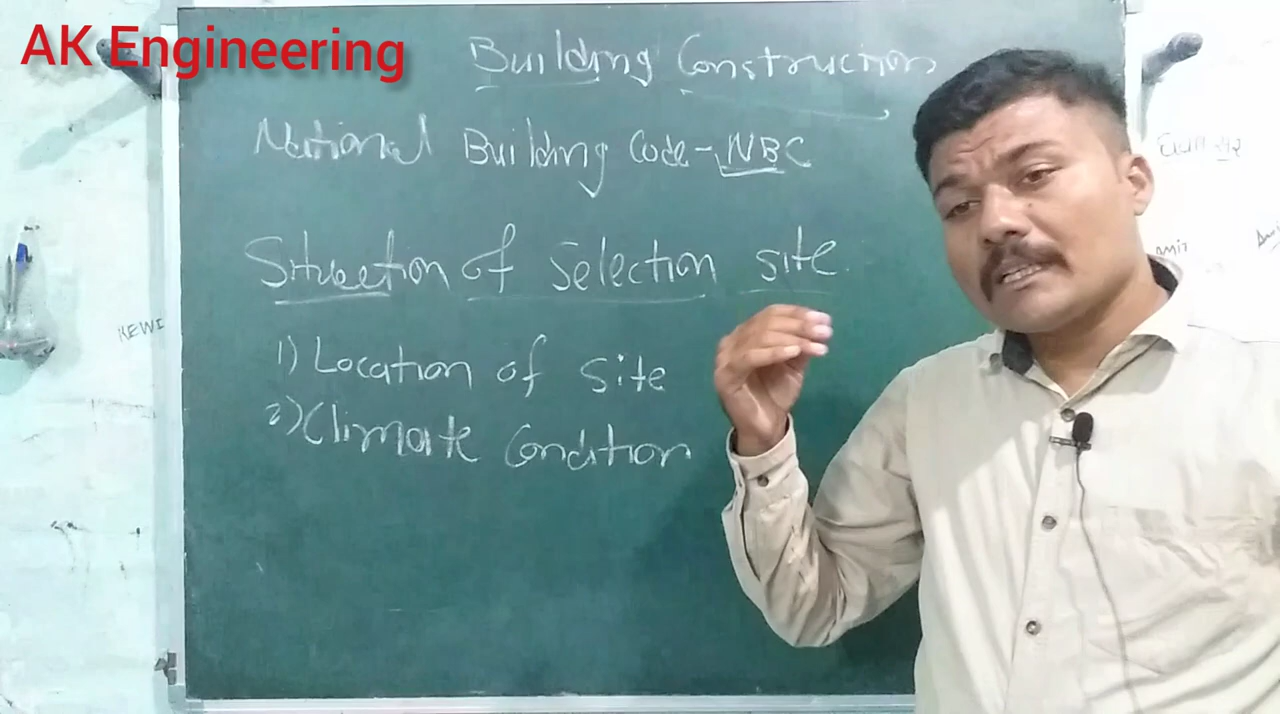 AK Engineering
Building Construction
National Building Code - NBC
Situation of Selection site
1) Location of site
2) Climate Condition
KEWI